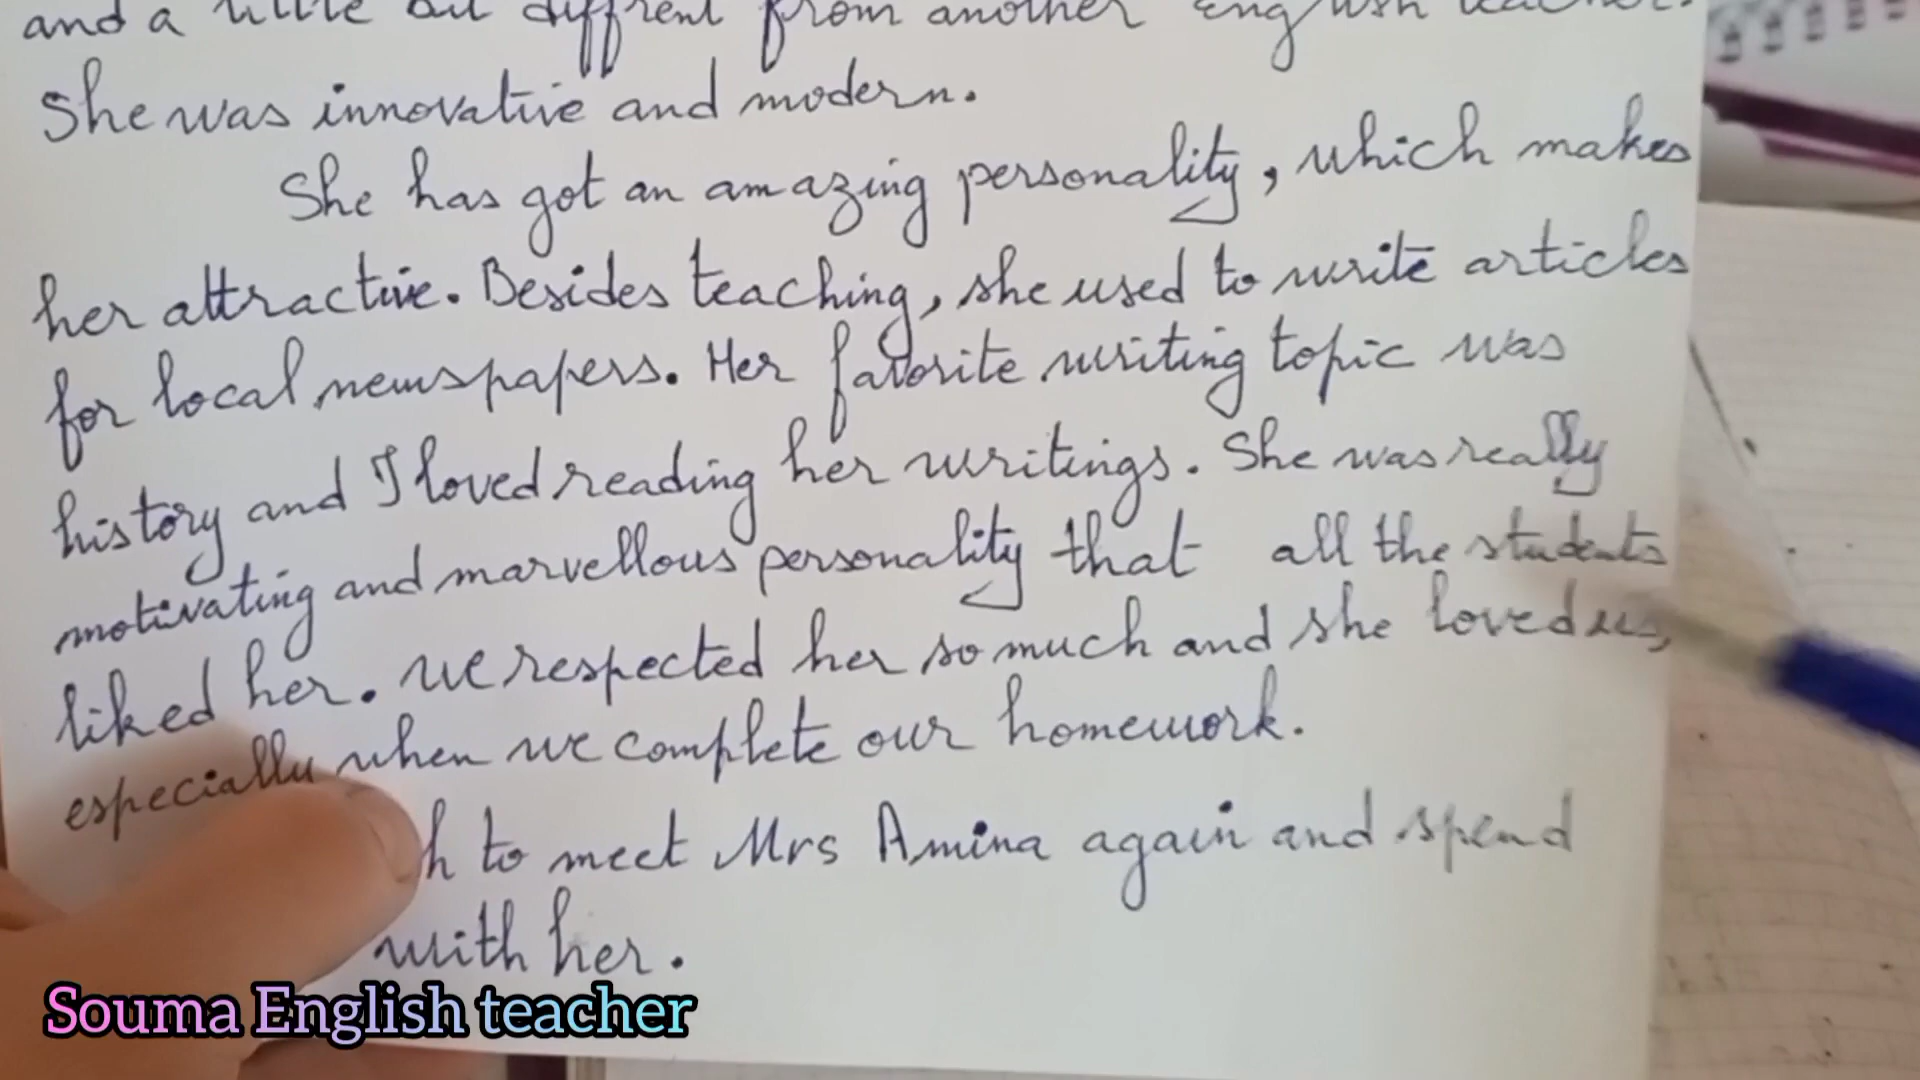 and a little bit diffrent from another English teacher.
She was innovative and modern.
She has got an amazing personality, which makes
her attractive. Besides teaching, she used to write articles
for local newspapers. Her favorite writing topic was
history and I loved reading her writings. She was really
motivating and marvellous personality that all the students
liked her. We respected her so much and she loved us,
especially when we complete our homework.
to meet Mrs Amina again and spend
with her.
Souma English teacher